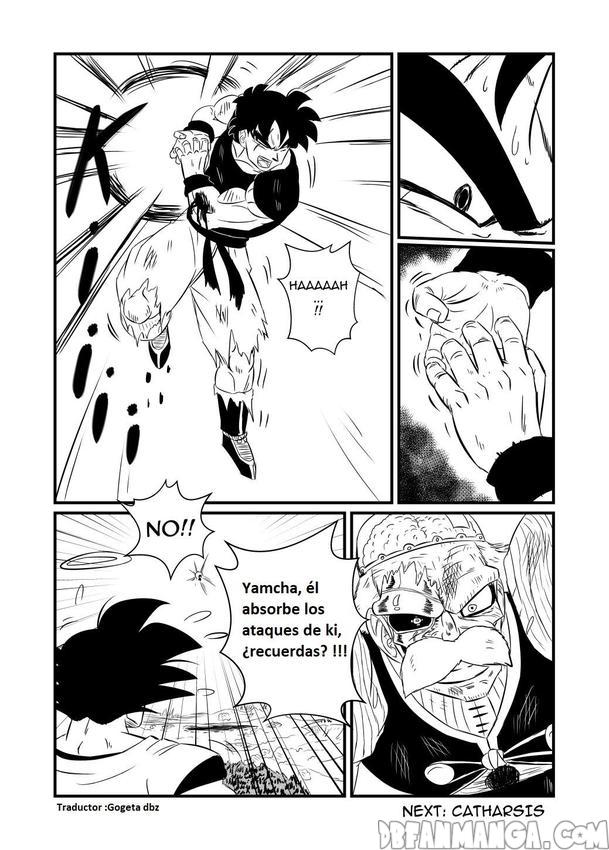 K
HAAAAAH
...
!!
NO!!
Yamcha, él
absorbe los
ataques de ki,
¿recuerdas? !!!
Traductor :Gogeta dbz
NEXT: CATHARSIS
DBFANMANGA.COM